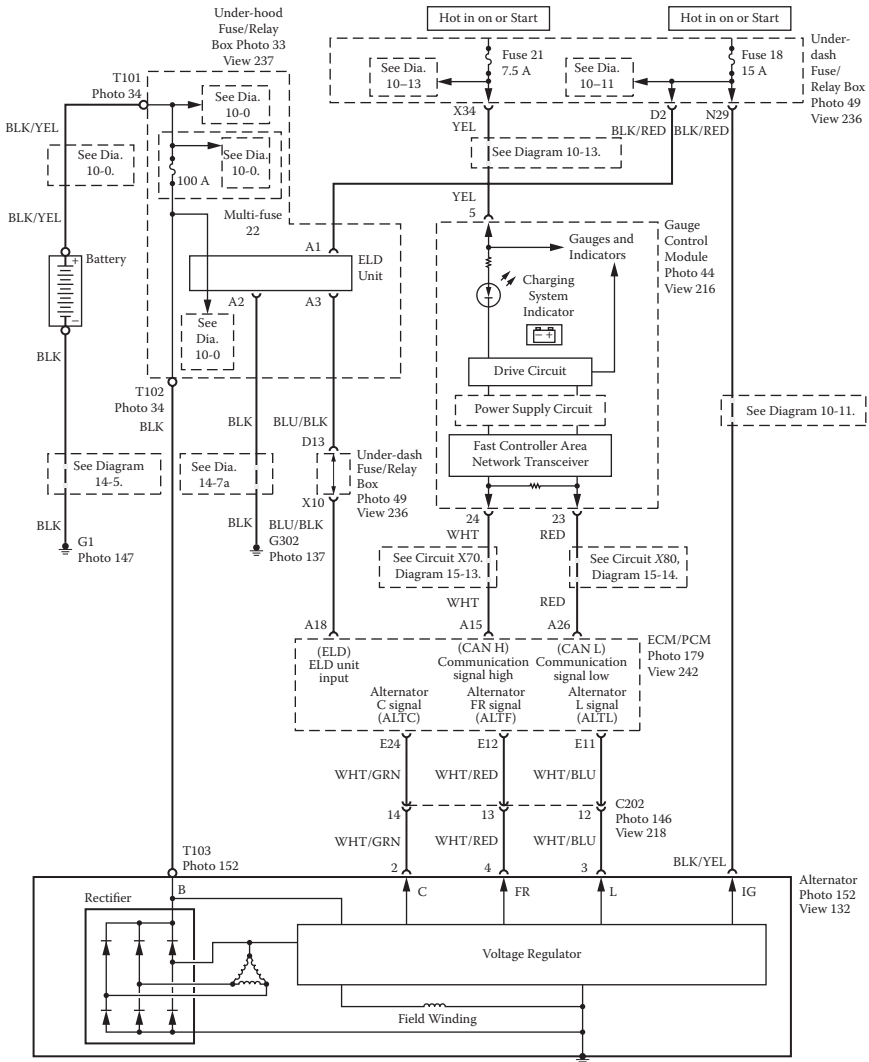 Under-hood
Fuse/Relay
Box Photo 33
View 237
Hot in on or Start
Hot in on or Start
Under-
dash
Fuse/
Relay Box
Photo 49
View 236
Fuse 21
7.5 A
Fuse 18
15 A
See Dia.
10–13
See Dia.
10–11
T101
Photo 34
See Dia.
10-0
X34
YEL
D2
BLK/RED
N29
BLK/RED
BLK/YEL
See Dia.
10-0.
See Dia.
10-0.
100 A
See Diagram 10-13.
Multi-fuse
22
BLK/YEL
YEL
5
Gauge
Control
Module
Photo 44
View 216
Gauges and
Indicators
A1
ELD
Unit
Battery
+
–
A2
A3
Charging
System
Indicator
– +
See
Dia.
10-0
BLK
Drive Circuit
T102
Photo 34
BLK
Power Supply Circuit
See Diagram 10-11.
BLK
BLU/BLK
D13
Fast Controller Area
Network Transceiver
See Diagram
14-5.
See Dia.
14-7a
Under-dash
Fuse/Relay
Box
Photo 49
View 236
X10
24
WHT
23
RED
BLK
BLK
BLU/BLK
G1
Photo 147
G302
Photo 137
See Circuit X70.
Diagram 15-13.
See Circuit X80,
Diagram 15-14.
WHT
RED
A18
A15
A26
ECM/PCM
Photo 179
View 242
(ELD)
ELD unit
input
(CAN H)
Communication
signal high
(CAN L)
Communication
signal low
Alternator
C signal
(ALTC)
Alternator
FR signal
(ALTF)
Alternator
L signal
(ALTL)
E24
E12
E11
WHT/GRN
WHT/RED
WHT/BLU
C202
Photo 146
View 218
14
13
12
WHT/GRN
WHT/RED
WHT/BLU
T103
Photo 152
2
4
3
BLK/YEL
Alternator
Photo 152
View 132
Rectifier
B
C
FR
L
IG
Voltage Regulator
Field Winding